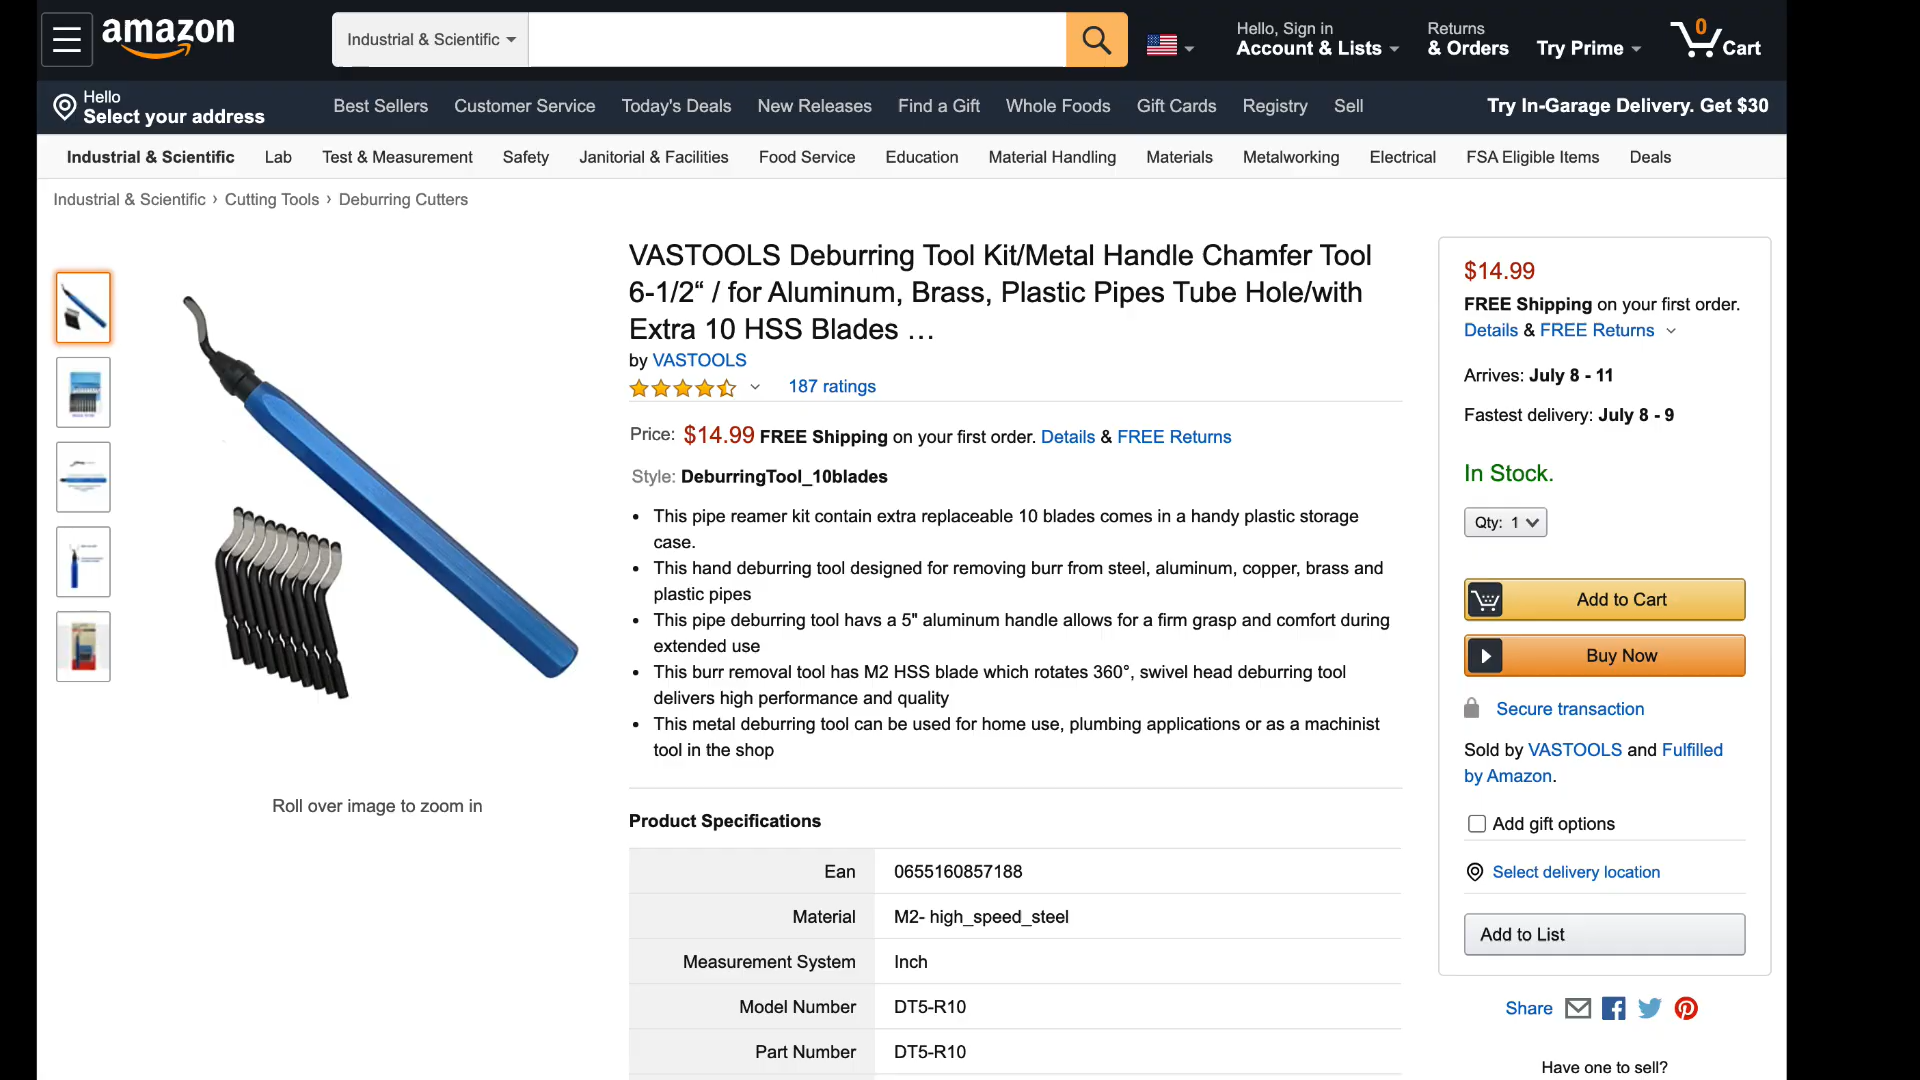 amazon
Industrial & Scientific
Hello, Sign in
Account & Lists
Returns
& Orders
Try Prime
0
Cart
Hello
Select your address
Best Sellers
Customer Service
Today's Deals
New Releases
Find a Gift
Whole Foods
Gift Cards
Registry
Sell
Try In-Garage Delivery. Get $30
Industrial & Scientific
Lab
Test & Measurement
Safety
Janitorial & Facilities
Food Service
Education
Material Handling
Materials
Metalworking
Electrical
FSA Eligible Items
Deals
Industrial & Scientific › Cutting Tools › Deburring Cutters
Roll over image to zoom in
VASTOOLS Deburring Tool Kit/Metal Handle Chamfer Tool
6-1/2“ / for Aluminum, Brass, Plastic Pipes Tube Hole/with
Extra 10 HSS Blades …
by VASTOOLS
187 ratings
Price: $14.99 FREE Shipping on your first order. Details & FREE Returns
Style: DeburringTool_10blades
• This pipe reamer kit contain extra replaceable 10 blades comes in a handy plastic storage
case.
• This hand deburring tool designed for removing burr from steel, aluminum, copper, brass and
plastic pipes
• This pipe deburring tool havs a 5" aluminum handle allows for a firm grasp and comfort during
extended use
• This burr removal tool has M2 HSS blade which rotates 360°, swivel head deburring tool
delivers high performance and quality
• This metal deburring tool can be used for home use, plumbing applications or as a machinist
tool in the shop
Product Specifications
Ean 0655160857188
Material M2- high_speed_steel
Measurement System Inch
Model Number DT5-R10
Part Number DT5-R10
$14.99
FREE Shipping on your first order.
Details & FREE Returns
Arrives: July 8 - 11
Fastest delivery: July 8 - 9
In Stock.
Qty: 1
Add to Cart
Buy Now
Secure transaction
Sold by VASTOOLS and Fulfilled
by Amazon.
Add gift options
Select delivery location
Add to List
Share
Have one to sell?